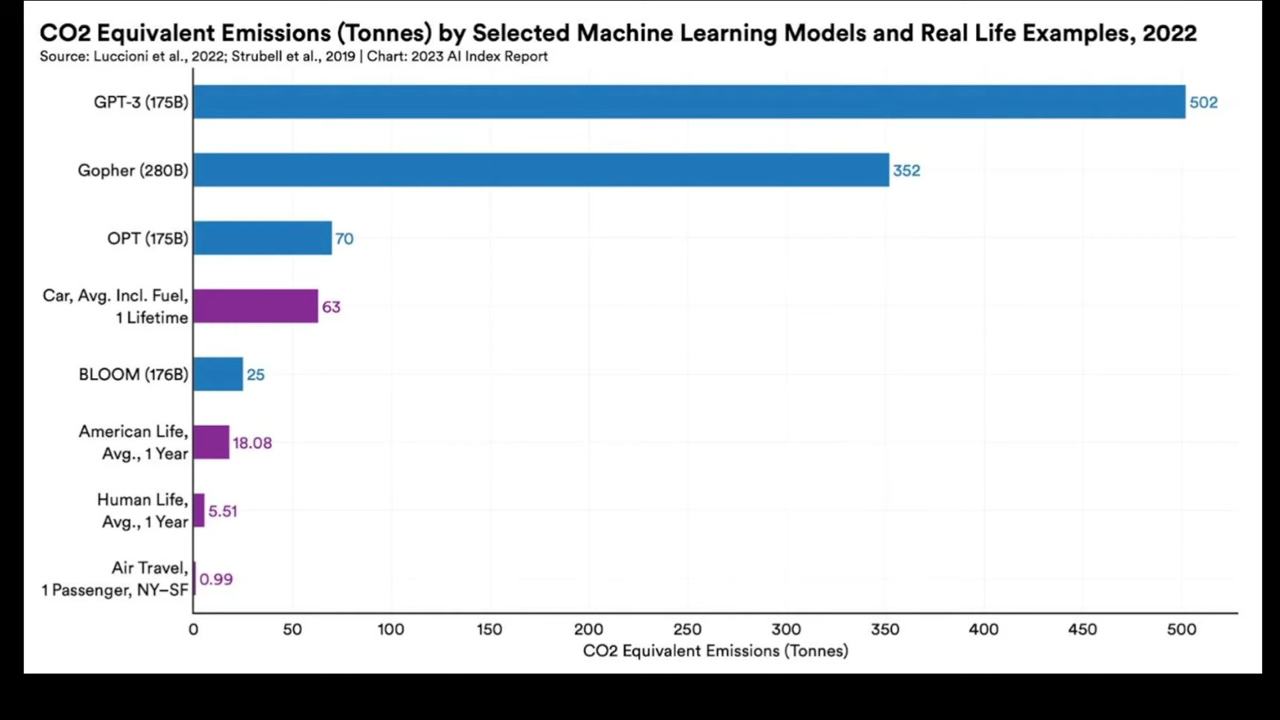 CO2 Equivalent Emissions (Tonnes) by Selected Machine Learning Models and Real Life Examples, 2022
Source: Luccioni et al., 2022; Strubell et al., 2019 | Chart: 2023 AI Index Report
GPT-3 (175B)
502
Gopher (280B)
352
OPT (175B)
70
Car, Avg. Incl. Fuel,
1 Lifetime
63
BLOOM (176B)
25
American Life,
Avg., 1 Year
18.08
Human Life,
Avg., 1 Year
5.51
Air Travel,
1 Passenger, NY–SF
0.99
0 50 100 150 200 250 300 350 400 450 500
CO2 Equivalent Emissions (Tonnes)